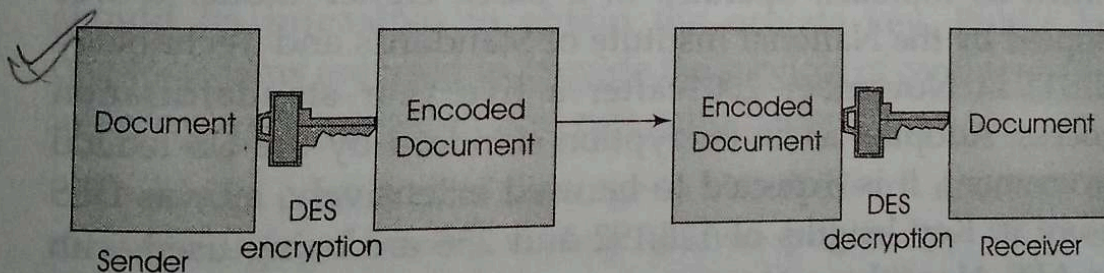 Document
Encoded
Document
Encoded
Document
Document
DES
encryption
DES
decryption
Sender
Receiver